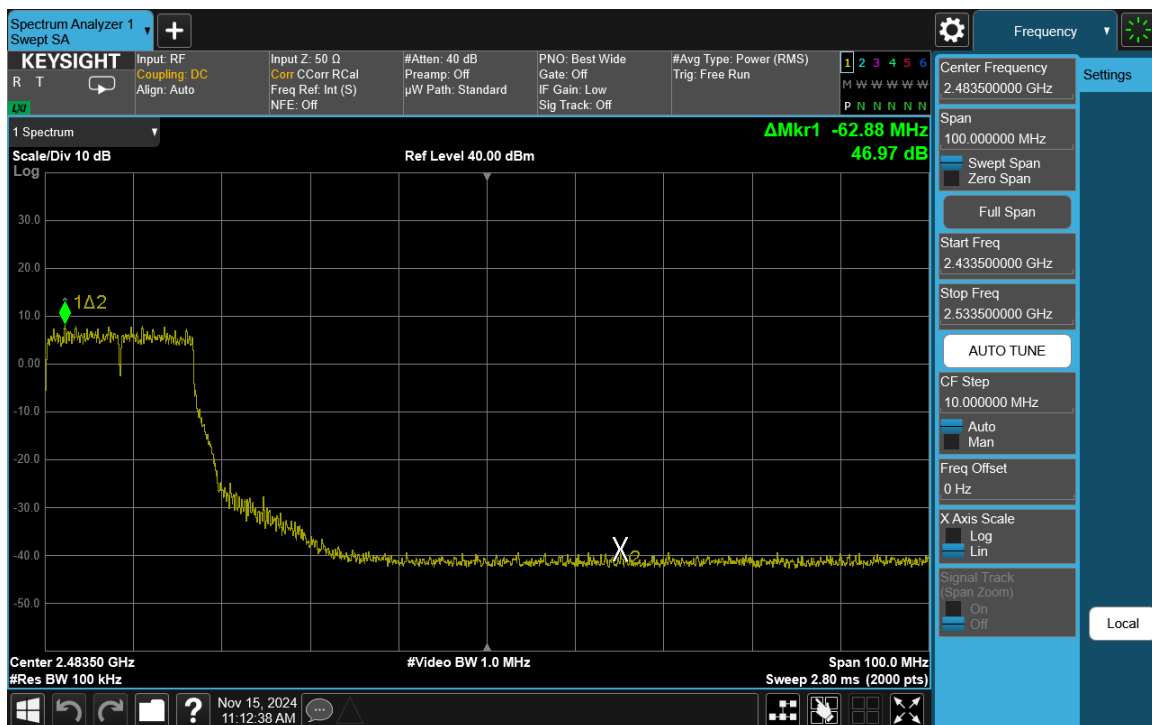 Spectrum Analyzer 1
Swept SA
+
Frequency
KEYSIGHT
R T
LXI
Input: RF
Coupling: DC
Align: Auto
Input Z: 50 Ω
Corr CCorr RCal
Freq Ref: Int (S)
NFE: Off
#Atten: 40 dB
Preamp: Off
µW Path: Standard
PNO: Best Wide
Gate: Off
IF Gain: Low
Sig Track: Off
#Avg Type: Power (RMS)
Trig: Free Run
1 2 3 4 5 6
M W W W W W
P N N N N N
1 Spectrum
ΔMkr1 -62.88 MHz
46.97 dB
Scale/Div 10 dB
Ref Level 40.00 dBm
Log
30.0
20.0
10.0
0.00
-10.0
-20.0
-30.0
-40.0
-50.0
1Δ2
X2
Center 2.48350 GHz
#Video BW 1.0 MHz
Span 100.0 MHz
#Res BW 100 kHz
Sweep 2.80 ms (2000 pts)
Center Frequency
2.483500000 GHz
Settings
Span
100.000000 MHz
Swept Span
Zero Span
Full Span
Start Freq
2.433500000 GHz
Stop Freq
2.533500000 GHz
AUTO TUNE
CF Step
10.000000 MHz
Auto
Man
Freq Offset
0 Hz
X Axis Scale
Log
Lin
Signal Track
(Span Zoom)
On
Off
Local
?
Nov 15, 2024
11:12:38 AM